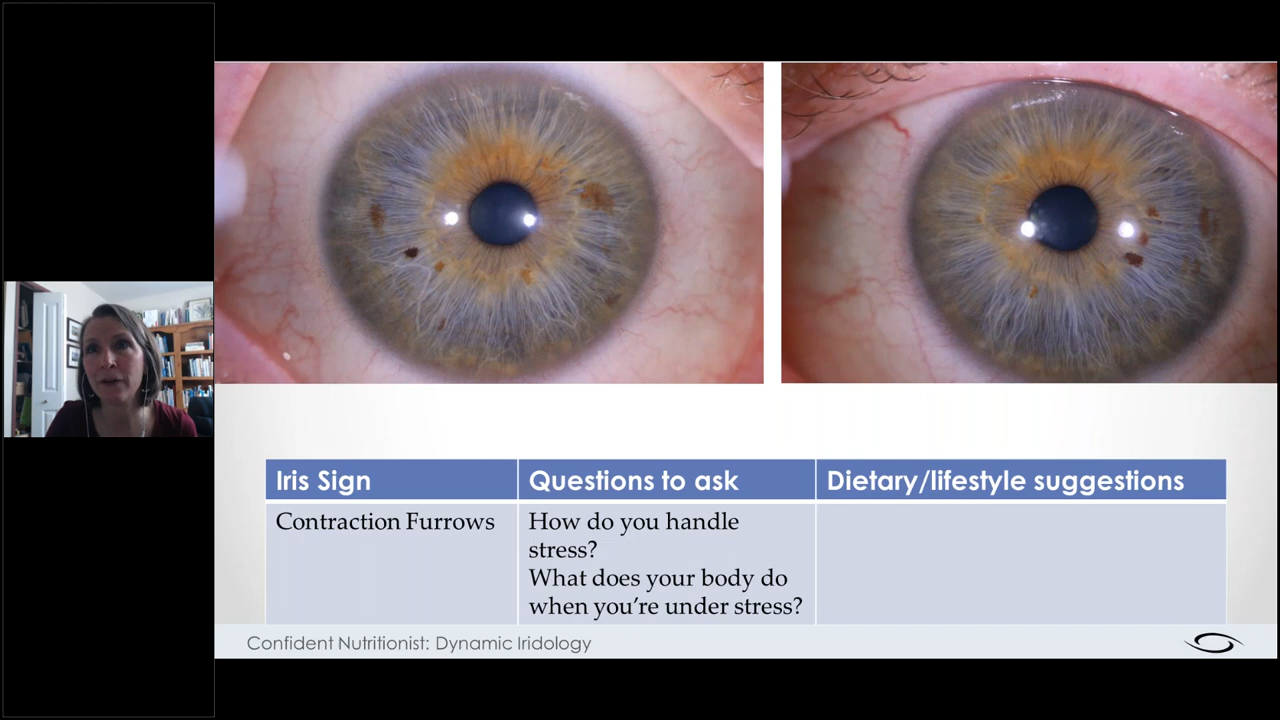 Iris Sign
Questions to ask
Dietary/lifestyle suggestions
Contraction Furrows
How do you handle
stress?
What does your body do
when you're under stress?
Confident Nutritionist: Dynamic Iridology